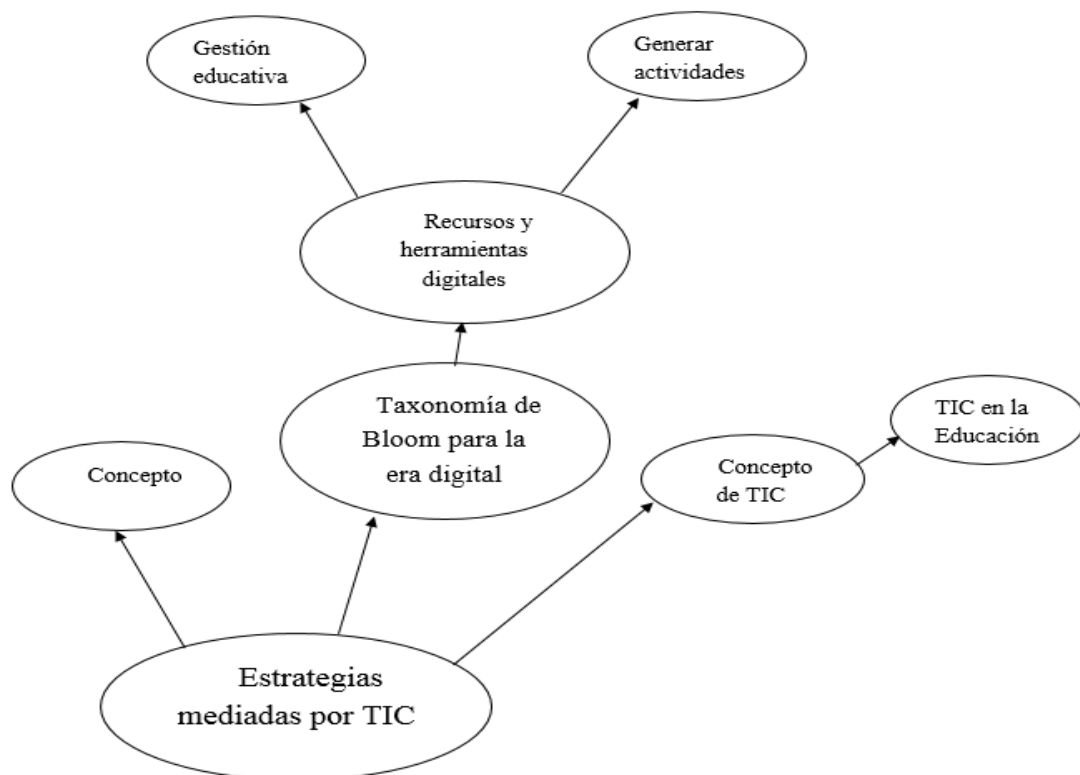 Gestión
educativa
Generar
actividades
Recursos y
herramientas
digitales
Taxonomía de
Bloom para la
era digital
TIC en la
Educación
Concepto
Concepto
de TIC
Estrategias
mediadas por TIC